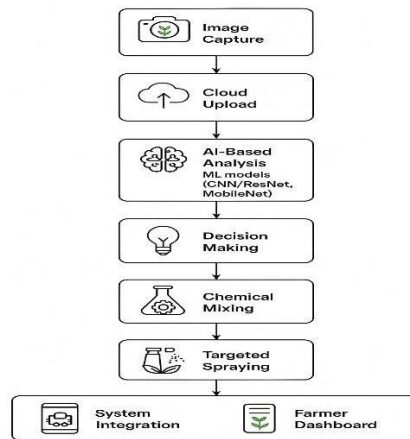 Image
Capture
Cloud
Upload
AI-Based
Analysis
ML models
(CNN/ResNet,
MobileNet)
Decision
Making
Chemical
Mixing
Targeted
Spraying
System
Integration
Farmer
Dashboard